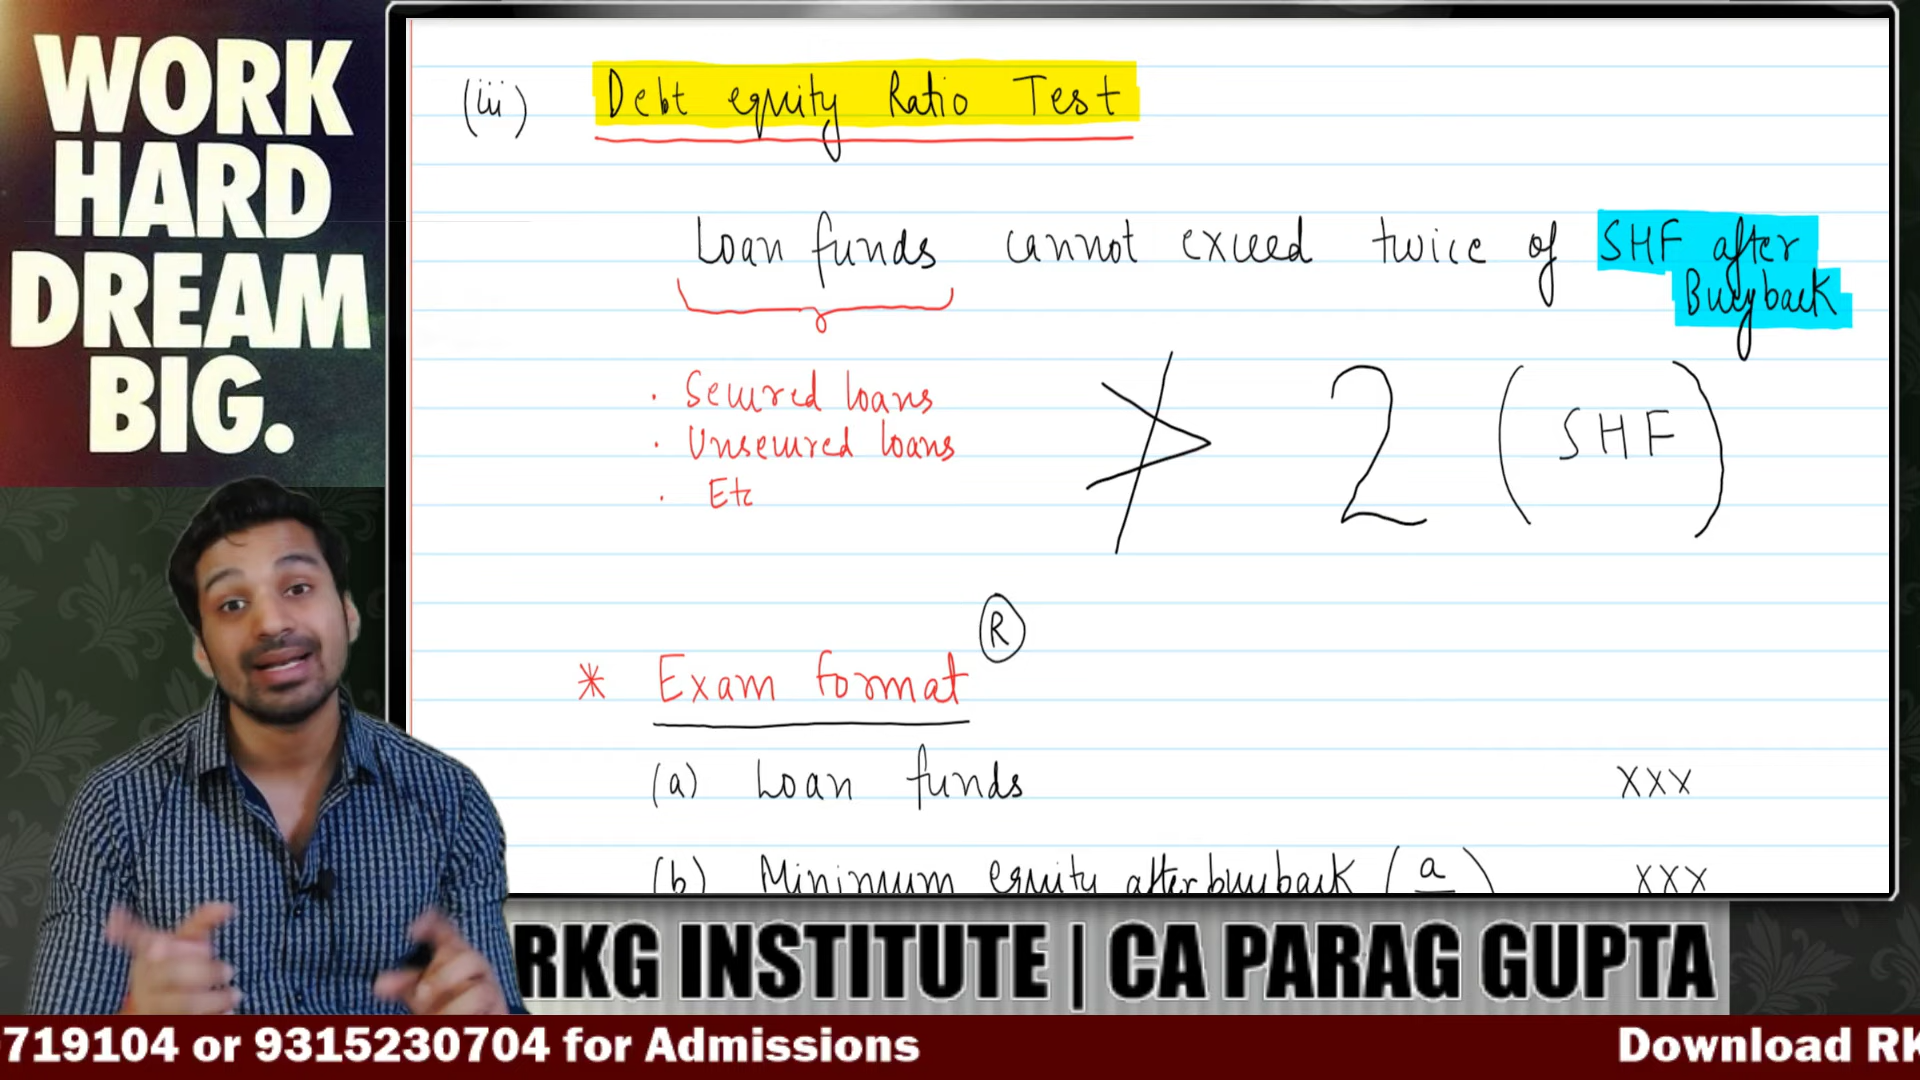 WORK
HARD
DREAM
BIG.
(iii) Debt equity Ratio Test
Loan funds cannot exceed twice of SHF after
Buyback
· Secured loans
· Unsecured loans
· Etc
≯ 2 (SHF)
* Exam format Ⓡ
(a) Loan funds xxx
(b) Minimum equity after buyback (a xxx
RKG INSTITUTE | CA PARAG GUPTA
719104 or 9315230704 for Admissions Download RK